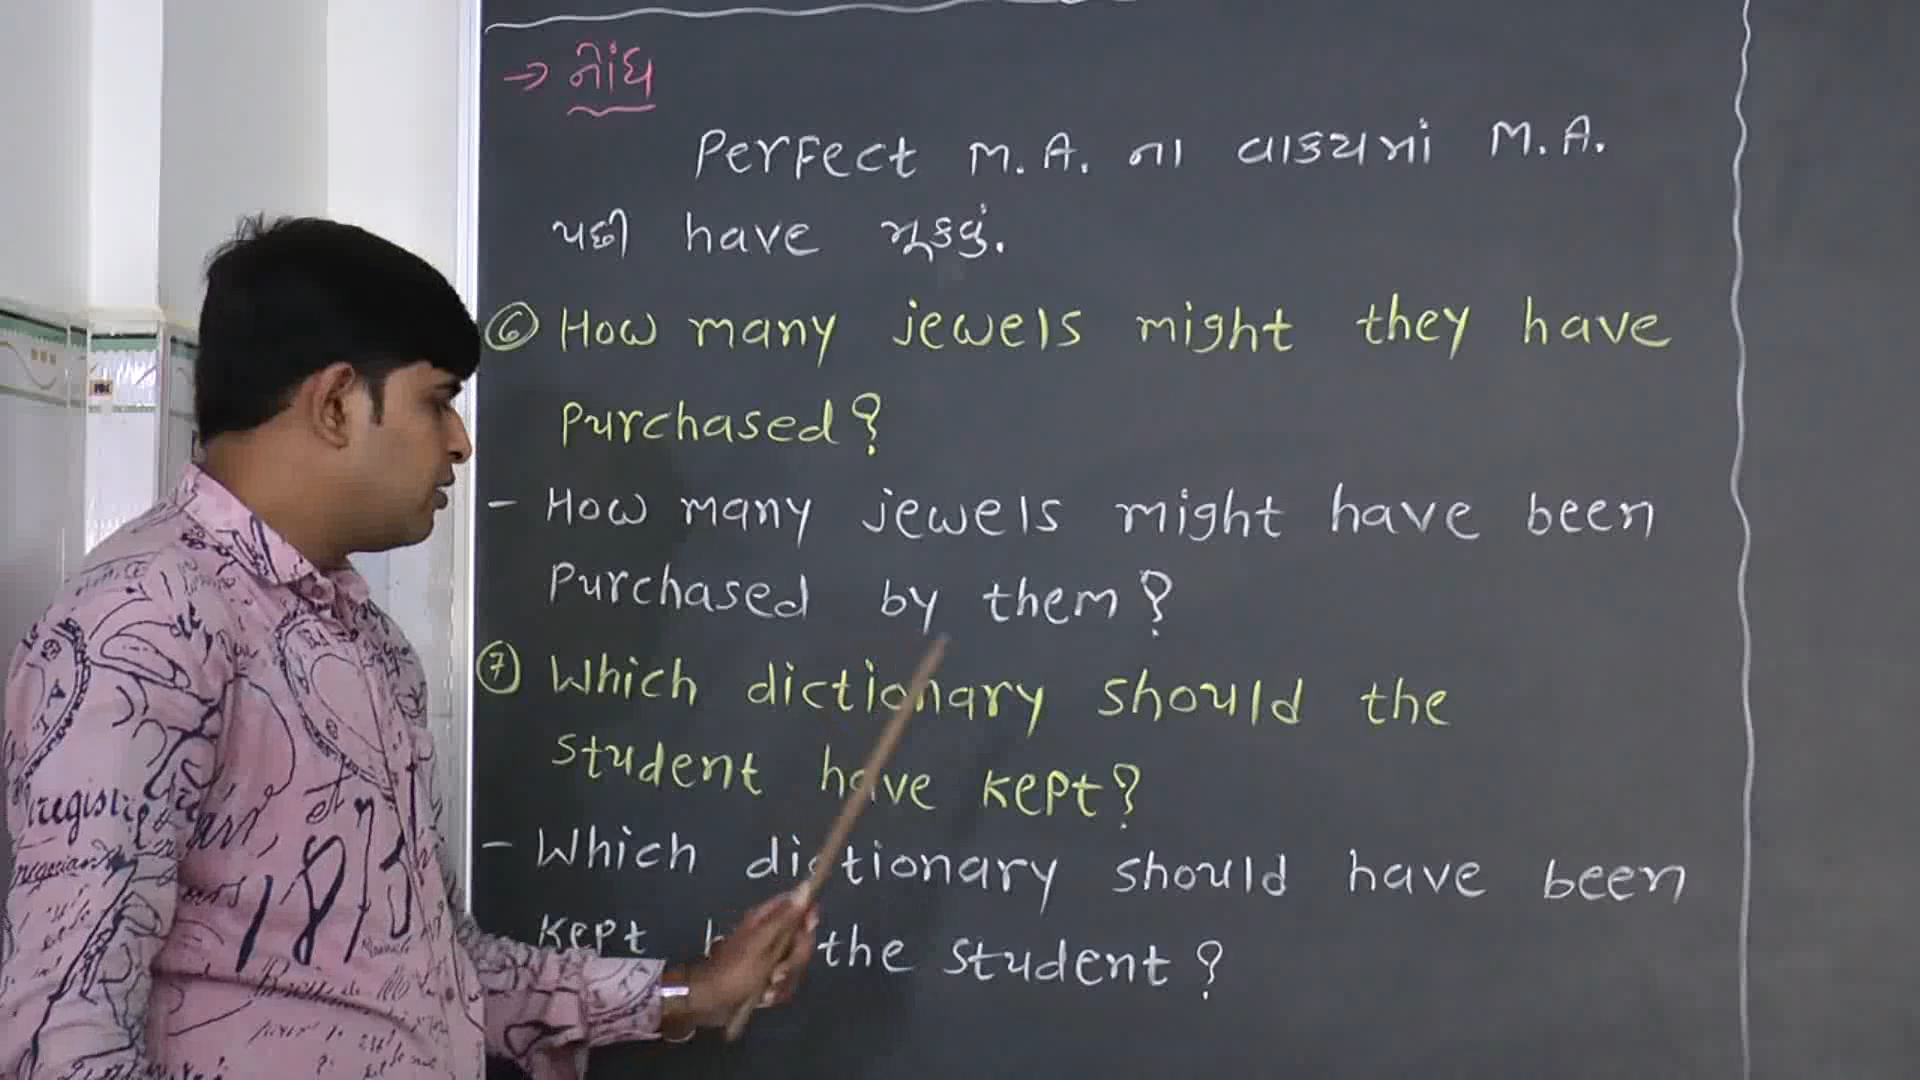 → નોંધ
Perfect M.A. ના વાકયમાં M.A.
પછી have મૂકવું.
⑥ How many jewels might they have
purchased?
- How many jewels might have been
purchased by them?
⑦ Which dictionary should the
student have kept?
- Which dictionary should have been
kept the student?